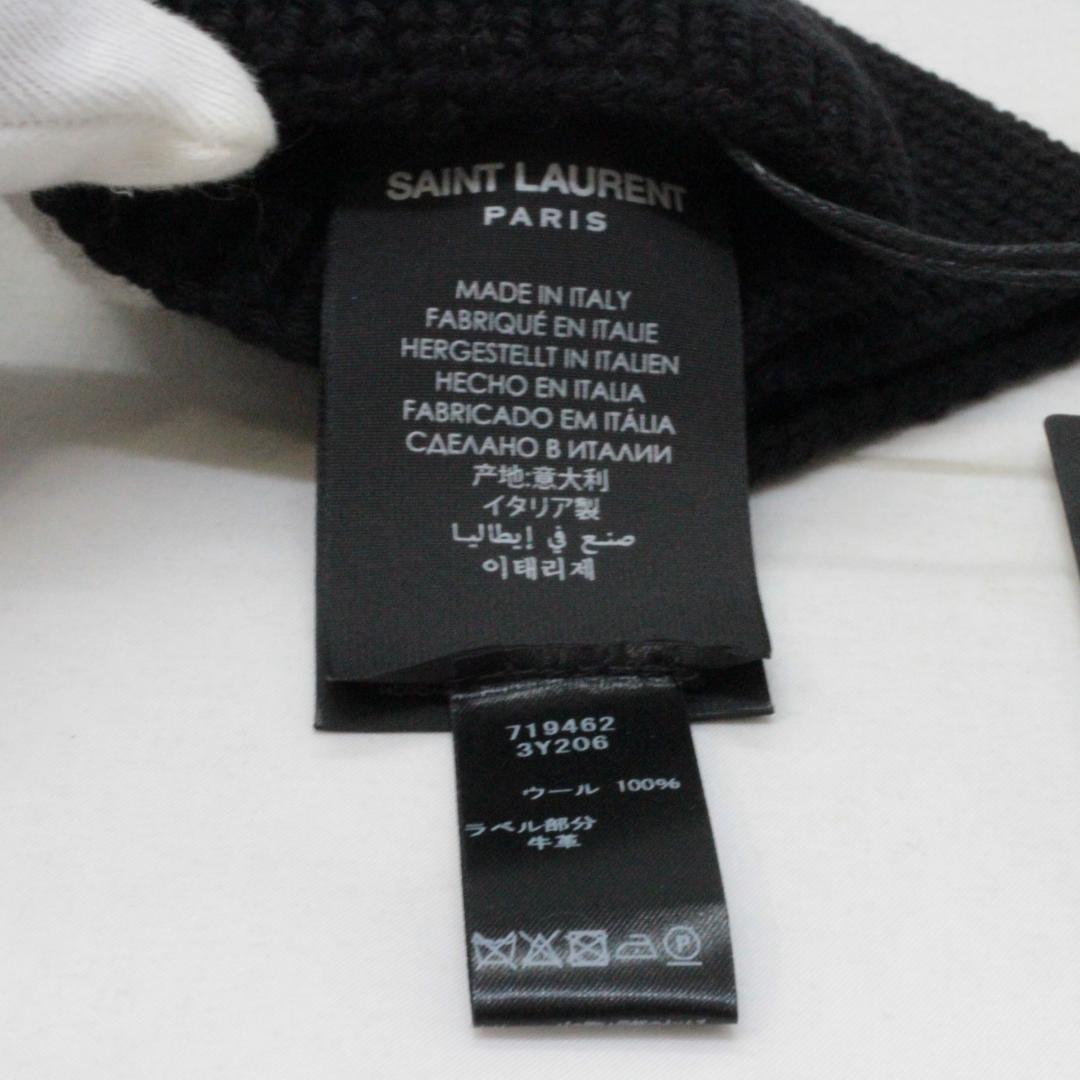 SAINT LAURENT
PARIS
MADE IN ITALY
FABRIQUÉ EN ITALIE
HERGESTELLT IN ITALIEN
HECHO EN ITALIA
FABRICADO EM ITÁLIA
СДЕЛАНО В ИТАЛИИ
产地:意大利
イタリア製
صنع في إيطاليا
이태리제
719462
3Y206
ウール 100%
ラベル部分
牛革
P